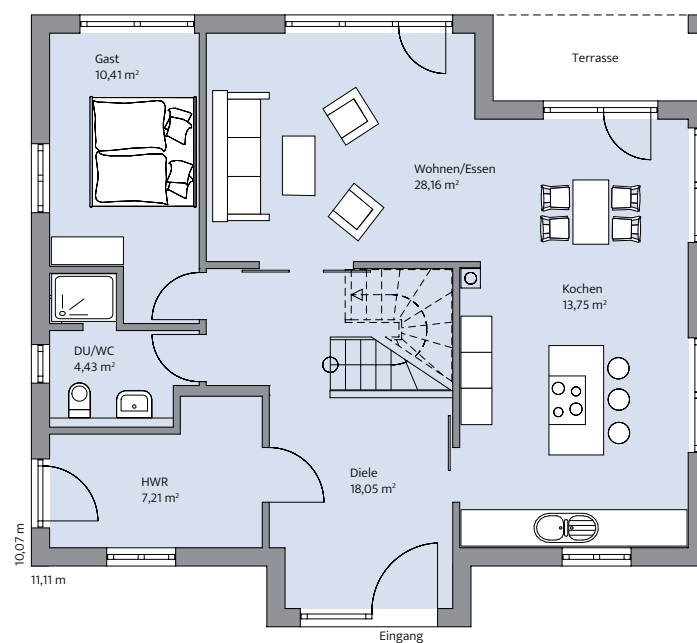 Gast
10,41 m²
Terrasse
Wohnen/Essen
28,16 m²
Kochen
13,75 m²
DU/WC
4,43 m²
HWR
7,21 m²
Diele
18,05 m²
10,07 m
11,11 m
Eingang